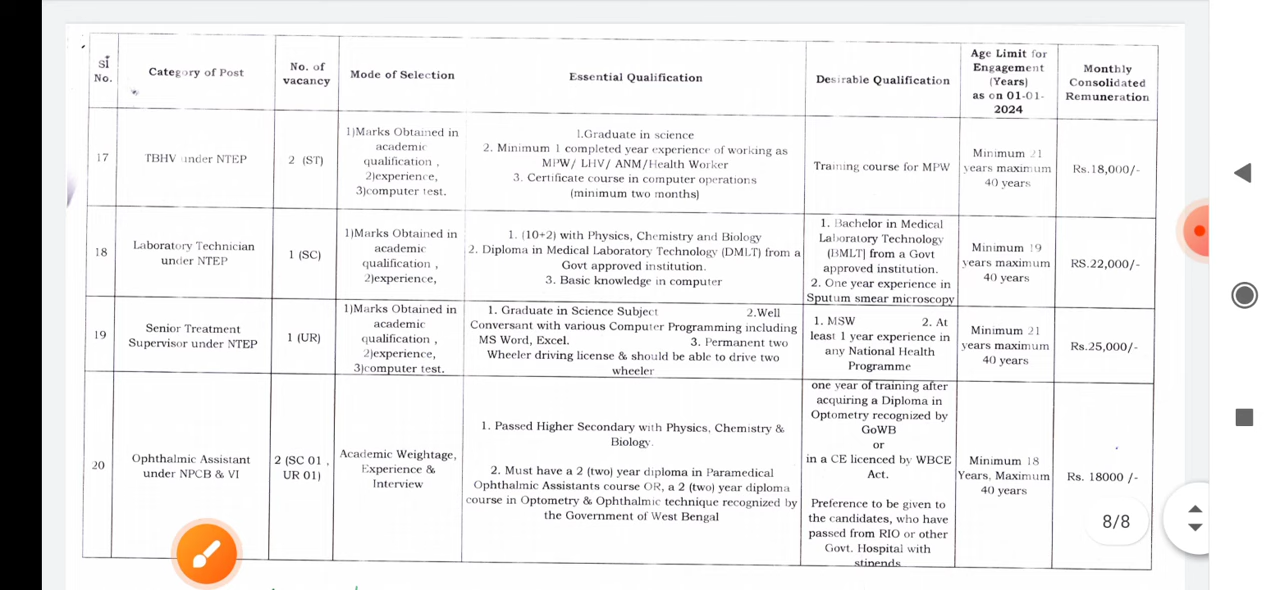 Sl
No.
Category of Post
No. of
vacancy
Mode of Selection
Essential Qualification
Desirable Qualification
Age Limit for
Engagement
(Years)
as on 01-01-
2024
Monthly
Consolidated
Remuneration
17
TBHV under NTEP
2 (ST)
1)Marks Obtained in
academic
qualification ,
2)experience,
3)computer test.
1.Graduate in science
2. Minimum 1 completed year experience of working as
MPW/ LHV/ ANM/Health Worker
3. Certificate course in computer operations
(minimum two months)
Training course for MPW
Minimum 21
years maximum
40 years
Rs.18,000/-
18
Laboratory Technician
under NTEP
1 (SC)
1)Marks Obtained in
academic
qualification ,
2)experience,
1. (10+2) with Physics, Chemistry and Biology
2. Diploma in Medical Laboratory Technology (DMLT) from a
Govt approved institution.
3. Basic knowledge in computer
1. Bachelor in Medical
Laboratory Technology
(BMLT] from a Govt
approved institution.
2. One year experience in
Sputum smear microscopy
Minimum 19
years maximum
40 years
RS.22,000/-
19
Senior Treatment
Supervisor under NTEP
1 (UR)
1)Marks Obtained in
academic
qualification ,
2)experience,
3)computer test.
1. Graduate in Science Subject 2.Well
Conversant with various Computer Programming including
MS Word, Excel. 3. Permanent two
Wheeler driving license & should be able to drive two
wheeler
1. MSW 2. At
least 1 year experience in
any National Health
Programme
Minimum 21
years maximum
40 years
Rs.25,000/-
20
Ophthalmic Assistant
under NPCB & VI
2 (SC 01 ,
UR 01)
Academic Weightage,
Experience &
Interview
1. Passed Higher Secondary with Physics, Chemistry &
Biology.
2. Must have a 2 (two) year diploma in Paramedical
Ophthalmic Assistants course OR, a 2 (two) year diploma
course in Optometry & Ophthalmic technique recognized by
the Government of West Bengal
one year of training after
acquiring a Diploma in
Optometry recognized by
GoWB
or
in a CE licenced by WBCE
Act.
Preference to be given to
the candidates, who have
passed from RIO or other
Govt. Hospital with
stipends
Minimum 18
Years, Maximum
40 years
Rs. 18000 /-
8/8